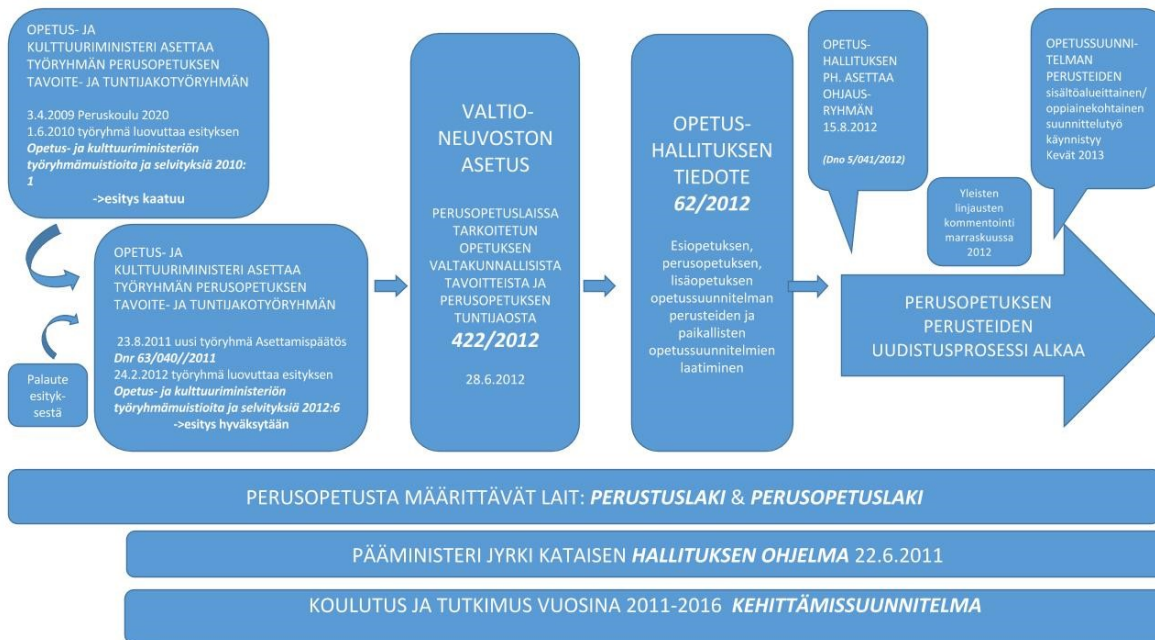 OPETUS- JA
KULTTUURIMINISTERI ASETTAA
TYÖRYHMÄN PERUSOPETUKSEN
TAVOITE- JA TUNTIJAKOTYÖRYHMÄN
3.4.2009 Peruskoulu 2020
1.6.2010 työryhmä luovuttaa esityksen
Opetus- ja kulttuuriministeriön
työryhmämuistioita ja selvityksiä 2010:
1
->esitys kaatuu
Palaute
esityk-
sestä
OPETUS- JA
KULTTUURIMINISTERI ASETTAA
TYÖRYHMÄN PERUSOPETUKSEN
TAVOITE- JA TUNTIJAKOTYÖRYHMÄN
23.8.2011 uusi työryhmä Asettamispäätös
Dnr 63/040//2011
24.2.2012 työryhmä luovuttaa esityksen
Opetus- ja kulttuuriministeriön
työryhmämuistioita ja selvityksiä 2012:6
->esitys hyväksytään
VALTIO-
NEUVOSTON
ASETUS
PERUSOPETUSLAISSA
TARKOITETUN
OPETUKSEN
VALTAKUNNALLISISTA
TAVOITTEISTA JA
PERUSOPETUKSEN
TUNTIJAOSTA
422/2012
28.6.2012
OPETUS-
HALLITUKSEN
TIEDOTE
62/2012
Esiopetuksen,
perusopetuksen,
lisäopetuksen
opetussuunnitelman
perusteiden ja
paikallisten
opetussuunnitelmien
laatiminen
OPETUS-
HALLITUKSEN
PH. ASETTAA
OHJAUS-
RYHMÄN
15.8.2012
(Dno 5/041/2012)
Yleisten
linjausten
kommentointi
marraskuussa
2012
OPETUSSUUNNI-
TELMAN
PERUSTEIDEN
sisältöalueittainen/
oppiainekohtainen
suunnittelutyö
käynnistyy
Kevät 2013
PERUSOPETUKSEN
PERUSTEIDEN
UUDISTUSPROSESSI ALKAA
PERUSOPETUSTA MÄÄRITTÄVÄT LAIT: PERUSTUSLAKI & PERUSOPETUSLAKI
PÄÄMINISTERI JYRKI KATAISEN HALLITUKSEN OHJELMA 22.6.2011
KOULUTUS JA TUTKIMUS VUOSINA 2011-2016 KEHITTÄMISSUUNNITELMA